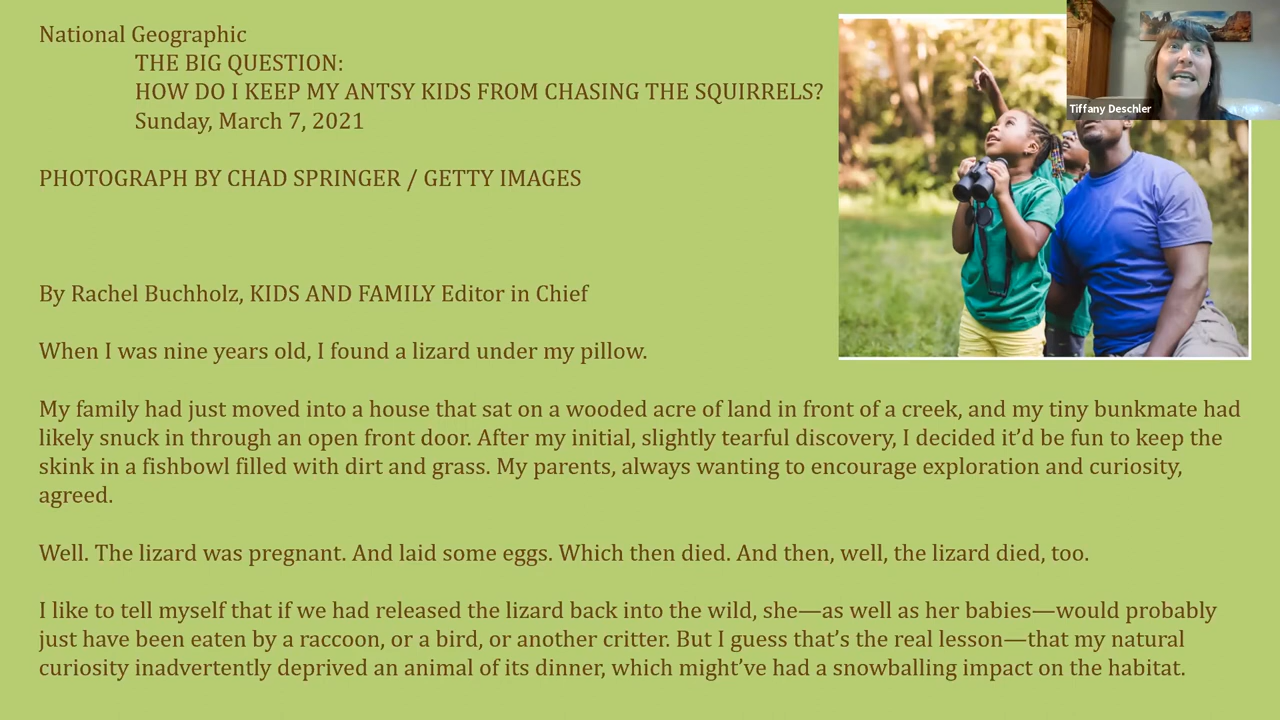 National Geographic
THE BIG QUESTION:
HOW DO I KEEP MY ANTSY KIDS FROM CHASING THE SQUIRRELS?
Sunday, March 7, 2021
PHOTOGRAPH BY CHAD SPRINGER / GETTY IMAGES
Tiffany Deschler
By Rachel Buchholz, KIDS AND FAMILY Editor in Chief
When I was nine years old, I found a lizard under my pillow.
My family had just moved into a house that sat on a wooded acre of land in front of a creek, and my tiny bunkmate had
likely snuck in through an open front door. After my initial, slightly tearful discovery, I decided it’d be fun to keep the
skink in a fishbowl filled with dirt and grass. My parents, always wanting to encourage exploration and curiosity,
agreed.
Well. The lizard was pregnant. And laid some eggs. Which then died. And then, well, the lizard died, too.
I like to tell myself that if we had released the lizard back into the wild, she—as well as her babies—would probably
just have been eaten by a raccoon, or a bird, or another critter. But I guess that’s the real lesson—that my natural
curiosity inadvertently deprived an animal of its dinner, which might’ve had a snowballing impact on the habitat.